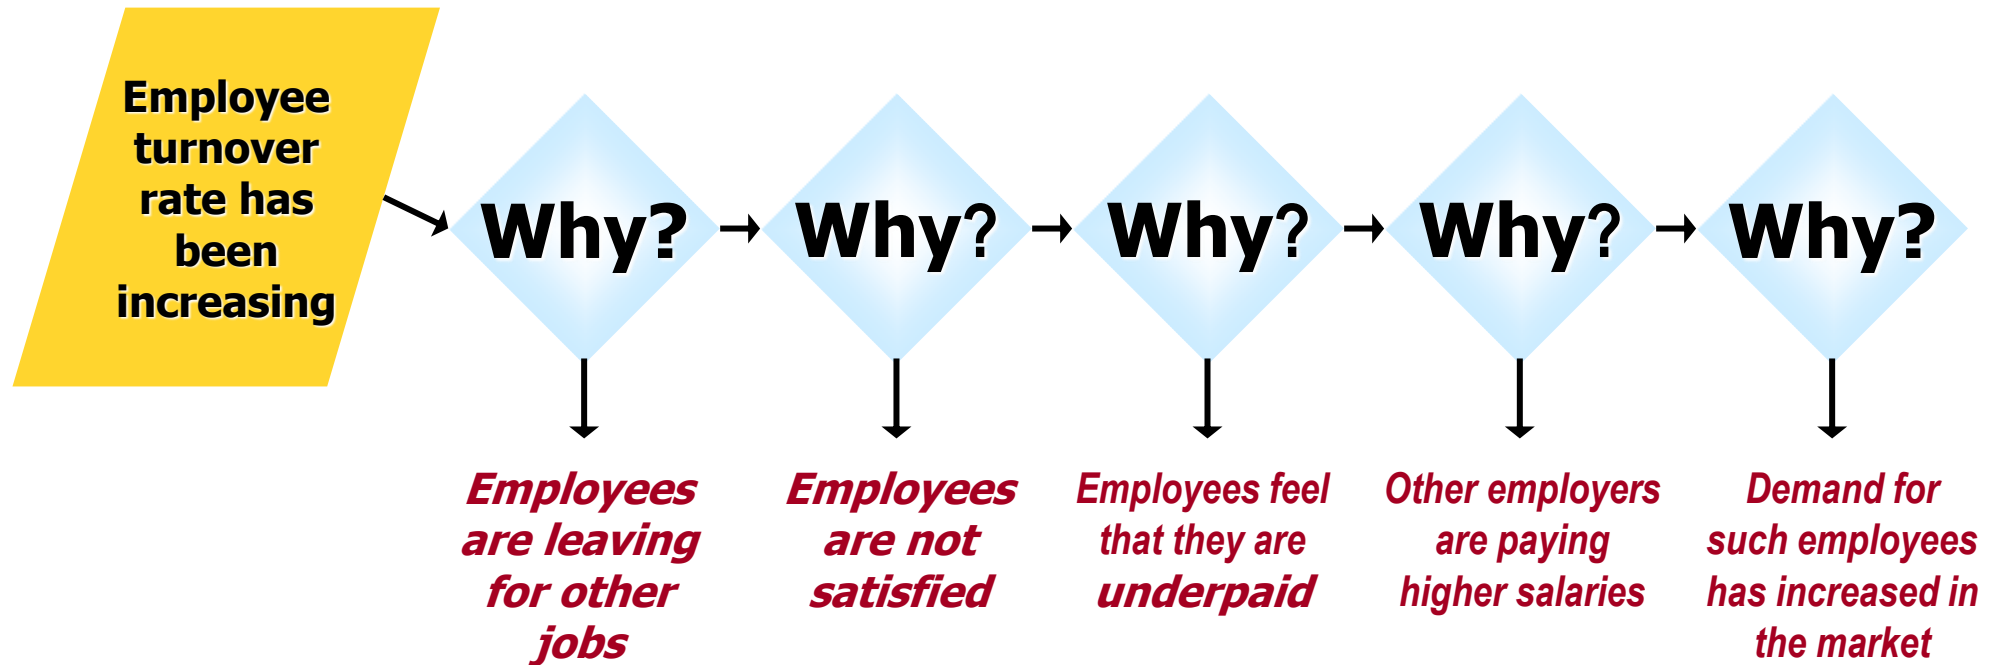 Employee
turnover
rate has
been
increasing
Why?
Why?
Why?
Why?
Why?
Employees
are leaving
for other
jobs
Employees
are not
satisfied
Employees feel
that they are
underpaid
Other employers
are paying
higher salaries
Demand for
such employees
has increased in
the market